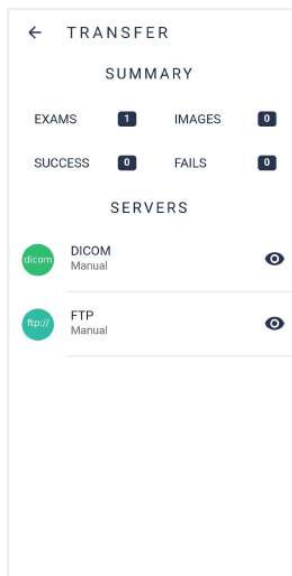 TRANSFER
SUMMARY
EXAMS 1 IMAGES 0
SUCCESS 0 FAILS 0
SERVERS
dicom
DICOM
Manual
ftp://
FTP
Manual